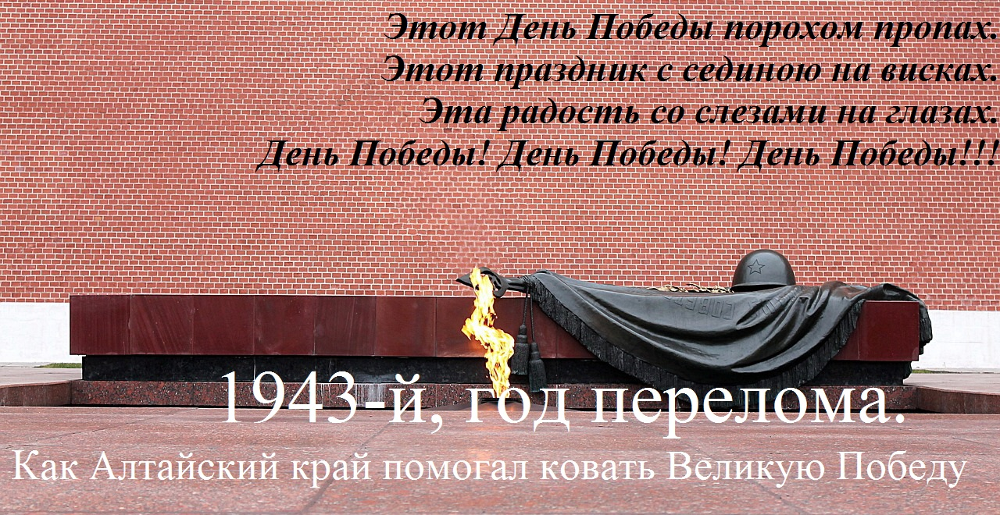 Этот День Победы порохом пропах.
Этот праздник с сединою на висках.
Эта радость со слезами на глазах.
День Победы! День Победы! День Победы!!!
1943-й, год перелома.
Как Алтайский край помогал ковать Великую Победу